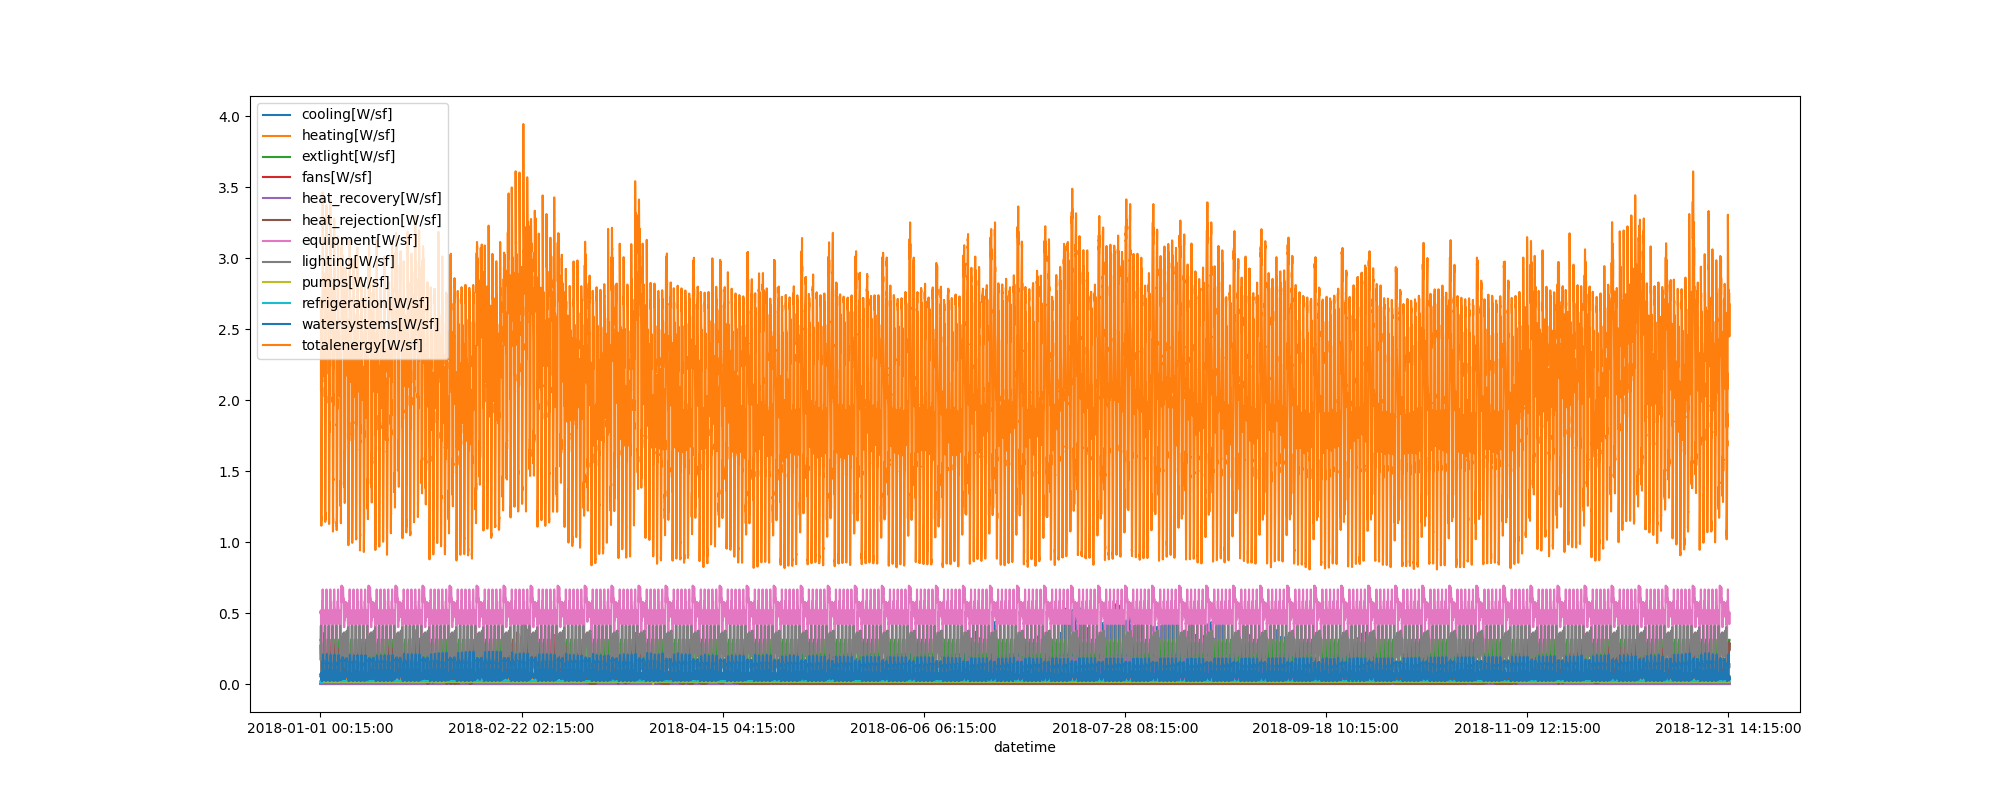 cooling[W/sf]
heating[W/sf]
extlight[W/sf]
fans[W/sf]
heat_recovery[W/sf]
heat_rejection[W/sf]
equipment[W/sf]
lighting[W/sf]
pumps[W/sf]
refrigeration[W/sf]
watersystems[W/sf]
totalenergy[W/sf]
4.0
3.5
3.0
2.5
2.0
1.5
1.0
0.5
0.0
2018-01-01 00:15:00 2018-02-22 02:15:00 2018-04-15 04:15:00 2018-06-06 06:15:00 2018-07-28 08:15:00 2018-09-18 10:15:00 2018-11-09 12:15:00 2018-12-31 14:15:00
datetime